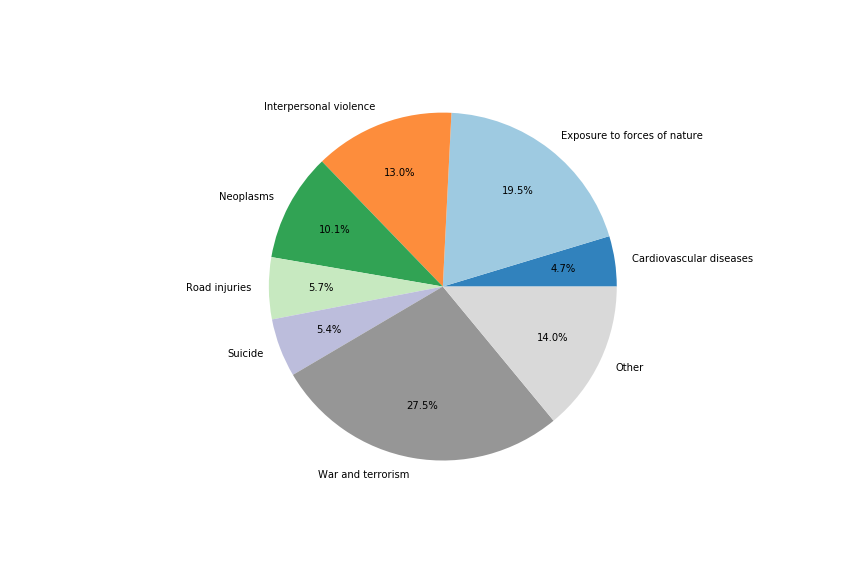 Interpersonal violence
Exposure to forces of nature
13.0%
19.5%
Neoplasms
10.1%
Cardiovascular diseases
4.7%
Road injuries
5.7%
5.4%
14.0%
Suicide
Other
27.5%
War and terrorism